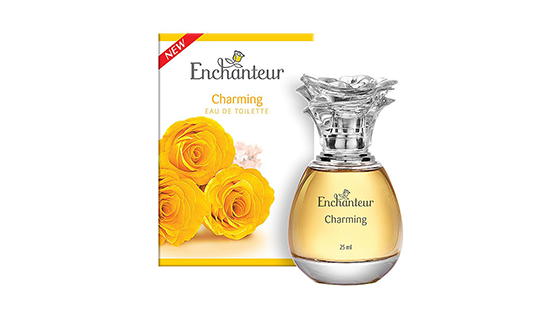 NEW
Enchanteur
Charming
EAU DE TOILETTE
Enchanteur
Charming
25 ml